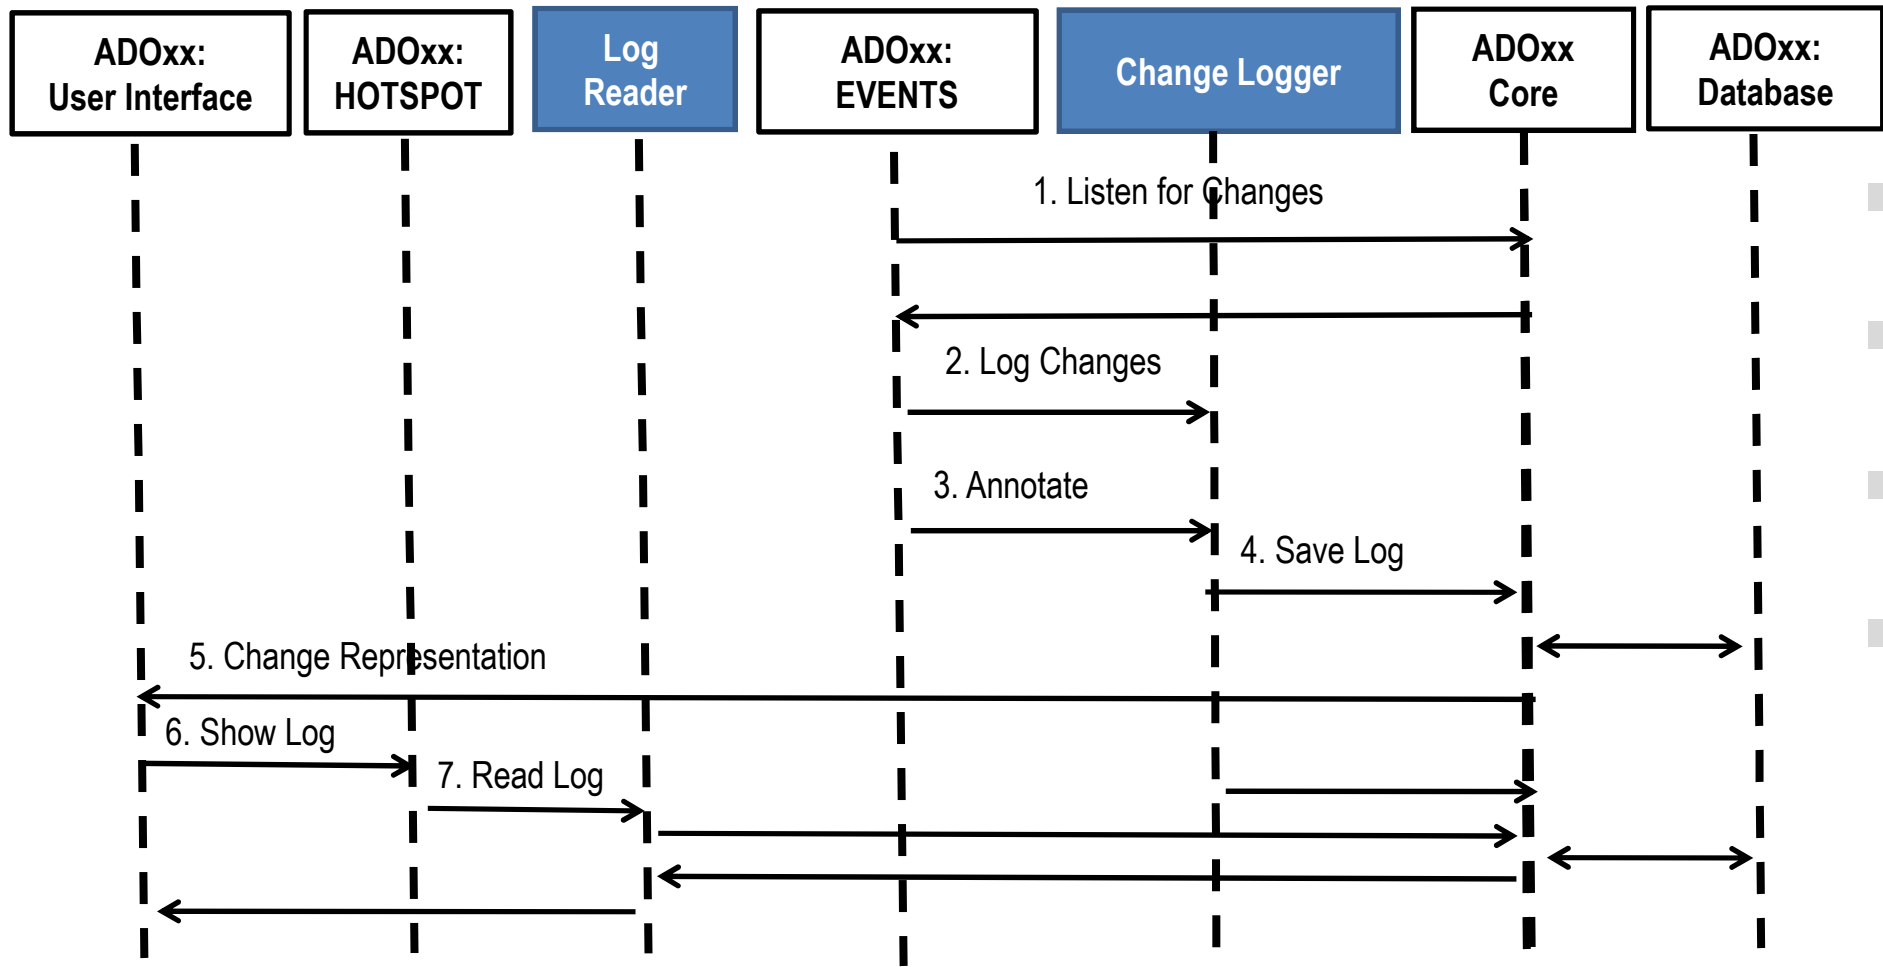 ADOxx:
User Interface
ADOxx:
HOTSPOT
Log
Reader
ADOxx:
EVENTS
Change Logger
ADOxx
Core
ADOxx:
Database
1. Listen for Changes
2. Log Changes
3. Annotate
4. Save Log
5. Change Representation
6. Show Log
7. Read Log